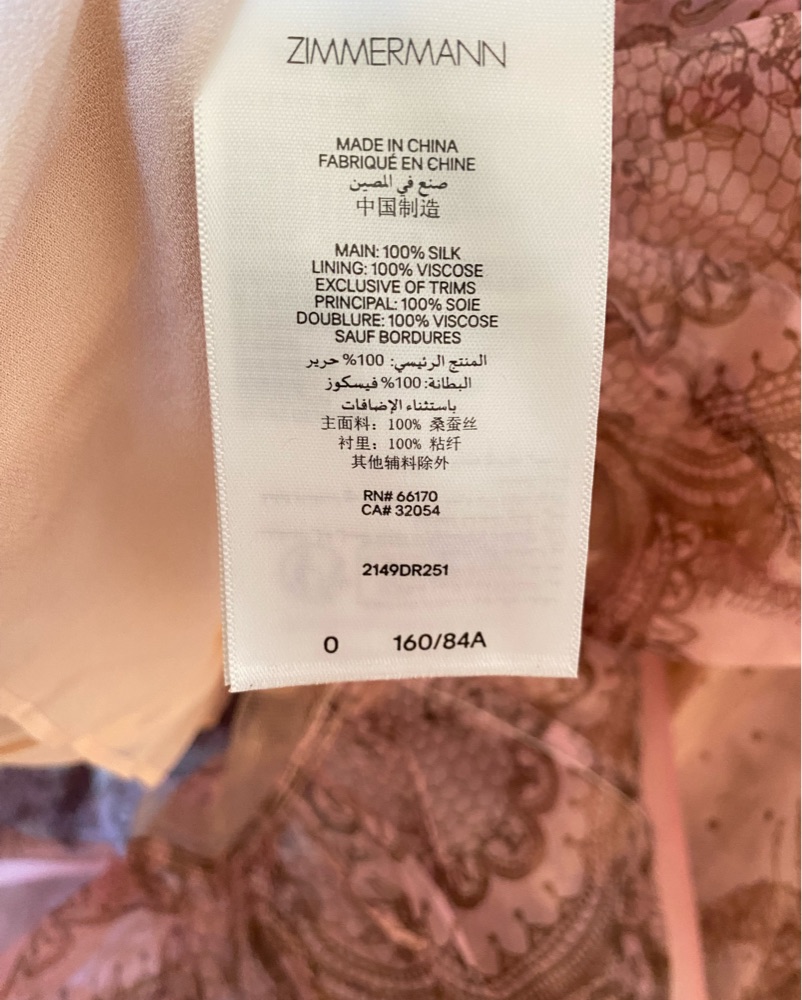 ZIMMERMANN
MADE IN CHINA
FABRIQUÉ EN CHINE
صنع في المصين
中国制造
MAIN: 100% SILK
LINING: 100% VISCOSE
EXCLUSIVE OF TRIMS
PRINCIPAL: 100% SOIE
DOUBLURE: 100% VISCOSE
SAUF BORDURES
المنتج الرئيسي: 100% حرير
البطانة: 100% فيسكوز
باستثناء الإضافات
主面料：100% 桑蚕丝
衬里：100% 粘纤
其他辅料除外
RN# 66170
CA# 32054
2149DR251
0 160/84A